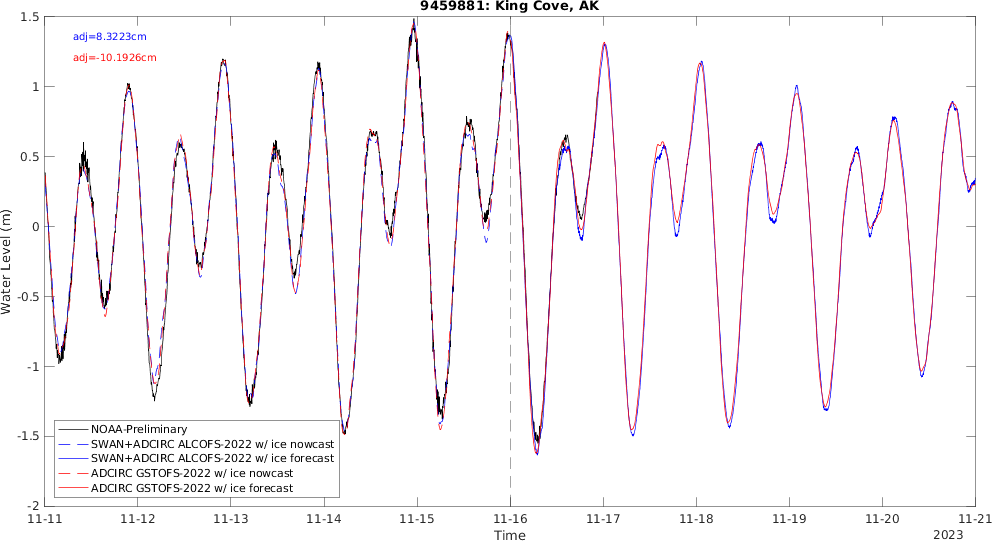 9459881: King Cove, AK
adj=8.3223cm
adj=-10.1926cm
Water Level (m)
1.5
1
0.5
0
-0.5
-1
-1.5
-2
NOAA-Preliminary
SWAN+ADCIRC ALCOFS-2022 w/ ice nowcast
SWAN+ADCIRC ALCOFS-2022 w/ ice forecast
ADCIRC GSTOFS-2022 w/ ice nowcast
ADCIRC GSTOFS-2022 w/ ice forecast
11-11 11-12 11-13 11-14 11-15 11-16 11-17 11-18 11-19 11-20 11-21
Time
2023